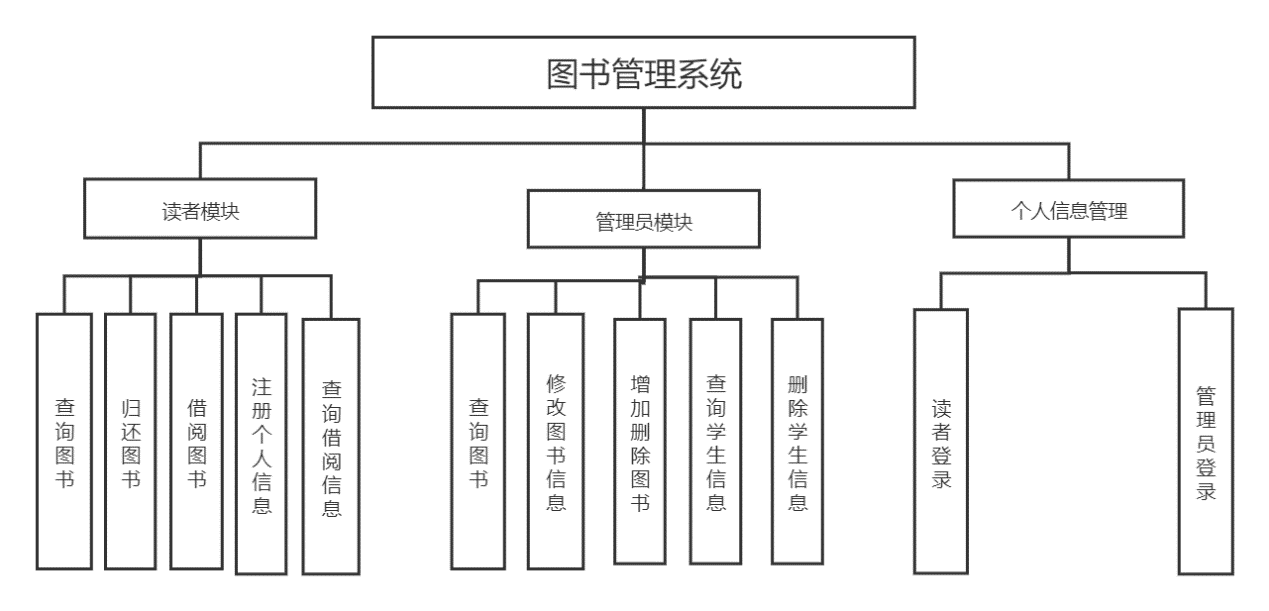 图书管理系统
读者模块
管理员模块
个人信息管理
查询图书
归还图书
借阅图书
注册个人信息
查询借阅信息
查询图书
修改图书信息
增加删除图书
查询学生信息
删除学生信息
读者登录
管理员登录